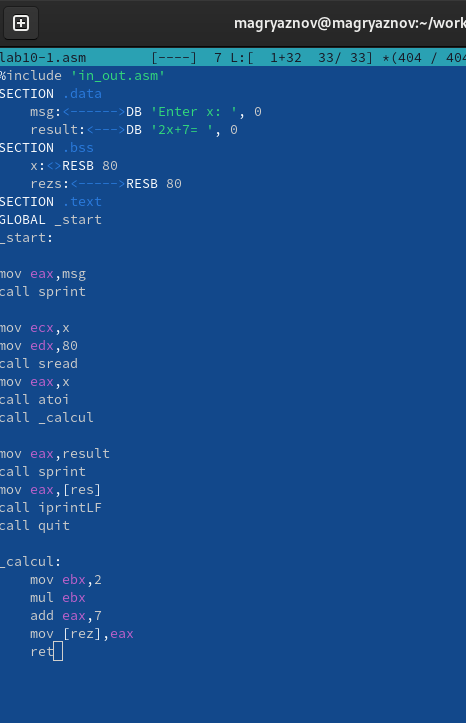 magryaznov@magryaznov:~/work
lab10-1.asm [----] 7 L:[ 1+32 33/ 33] *(404 / 404
%include 'in_out.asm'
SECTION .data
msg:<------>DB 'Enter x: ', 0
result:<--->DB '2x+7= ', 0
SECTION .bss
x:<>RESB 80
rezs:<----->RESB 80
SECTION .text
GLOBAL _start
_start:
mov eax,msg
call sprint
mov ecx,x
mov edx,80
call sread
mov eax,x
call atoi
call _calcul
mov eax,result
call sprint
mov eax,[res]
call iprintLF
call quit
_calcul:
mov ebx,2
mul ebx
add eax,7
mov [rez],eax
ret